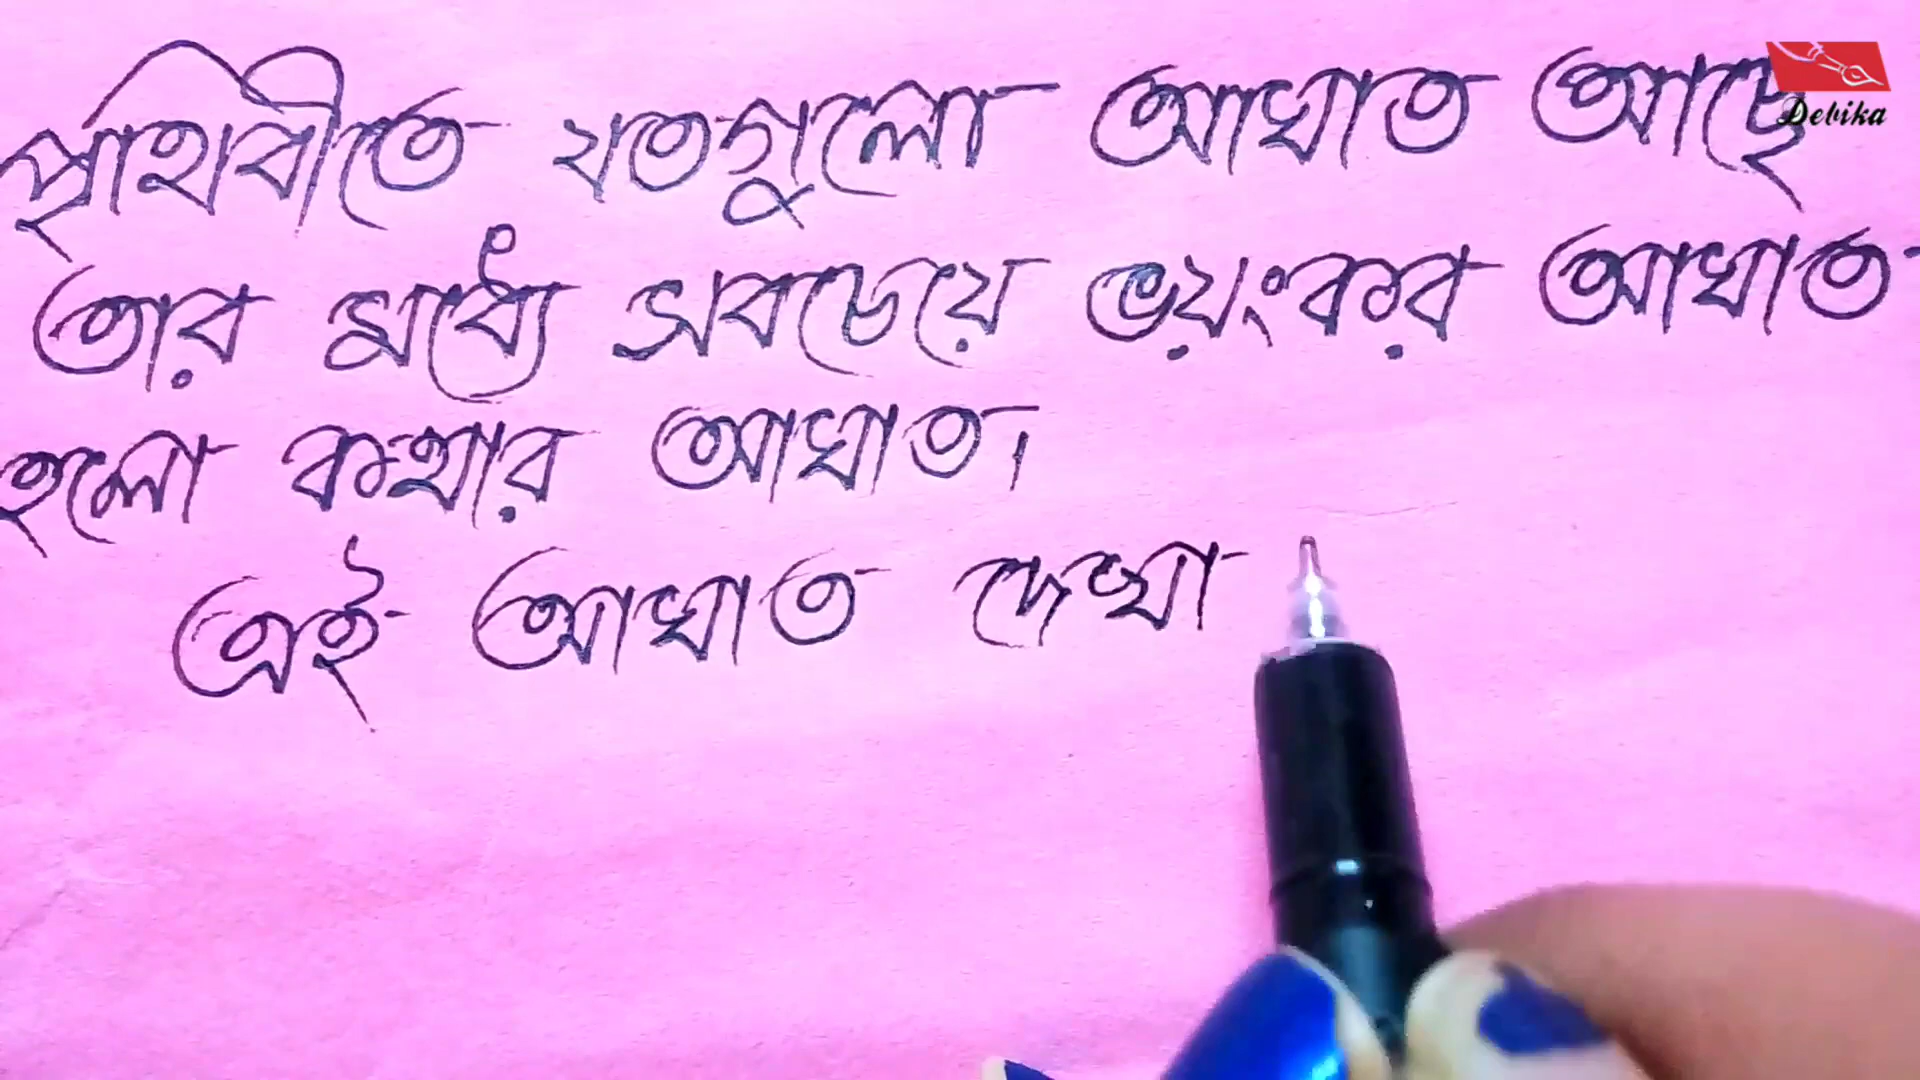 পৃথিবীতে যতগুলো আঘাত আছে
Debika
তার মধ্যে সবচেয়ে ভয়ংকর আঘাত
হলো কথার আঘাত।
এই আঘাত দেখা